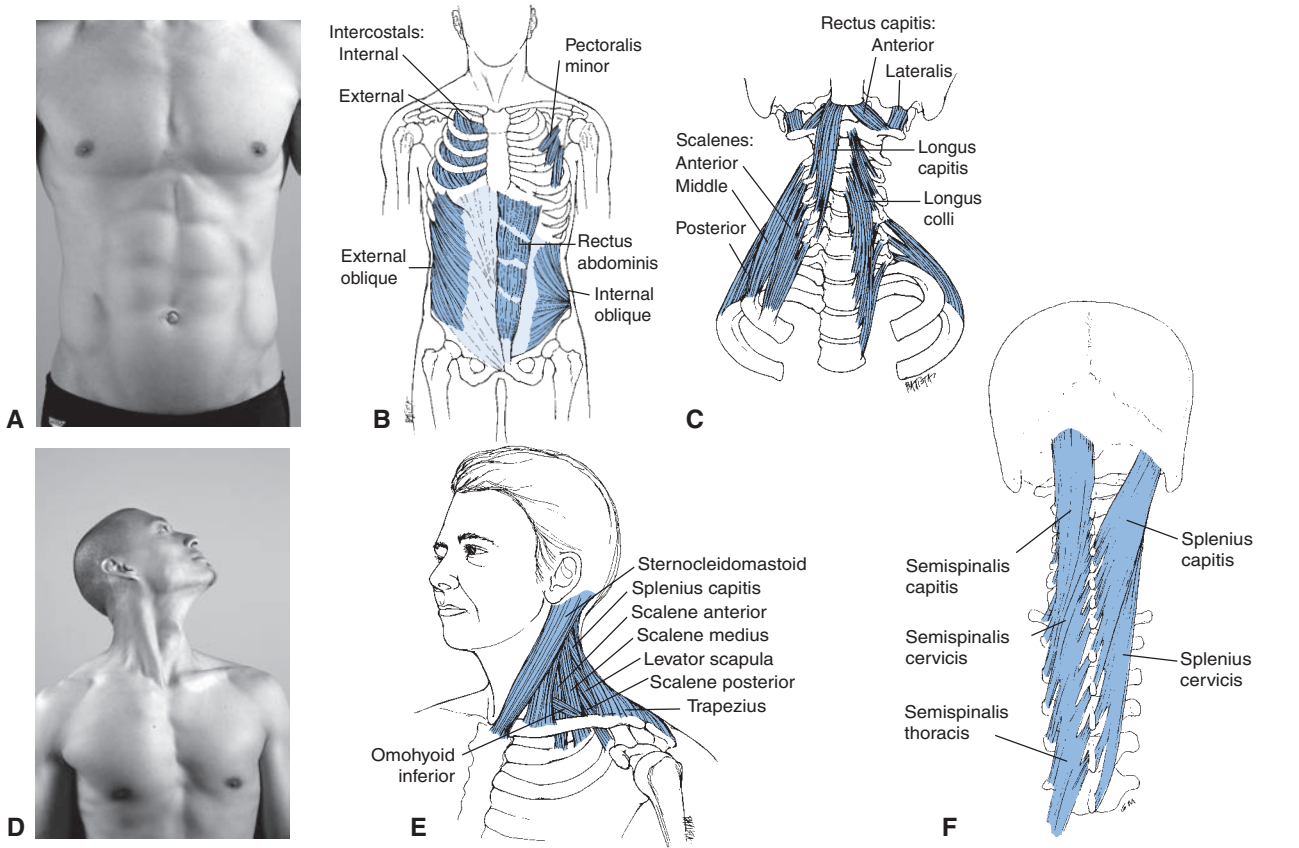 Intercostals:
Internal
External
Pectoralis
minor
External
oblique
Rectus
abdominis
Internal
oblique
A
B
Rectus capitis:
Anterior
Lateralis
Scalenes:
Anterior
Middle
Posterior
Longus
capitis
Longus
colli
C
D
Sternocleidomastoid
Splenius capitis
Scalene anterior
Scalene medius
Levator scapula
Scalene posterior
Trapezius
Omohyoid
inferior
E
Semispinalis
capitis
Semispinalis
cervicis
Semispinalis
thoracis
Splenius
capitis
Splenius
cervicis
F